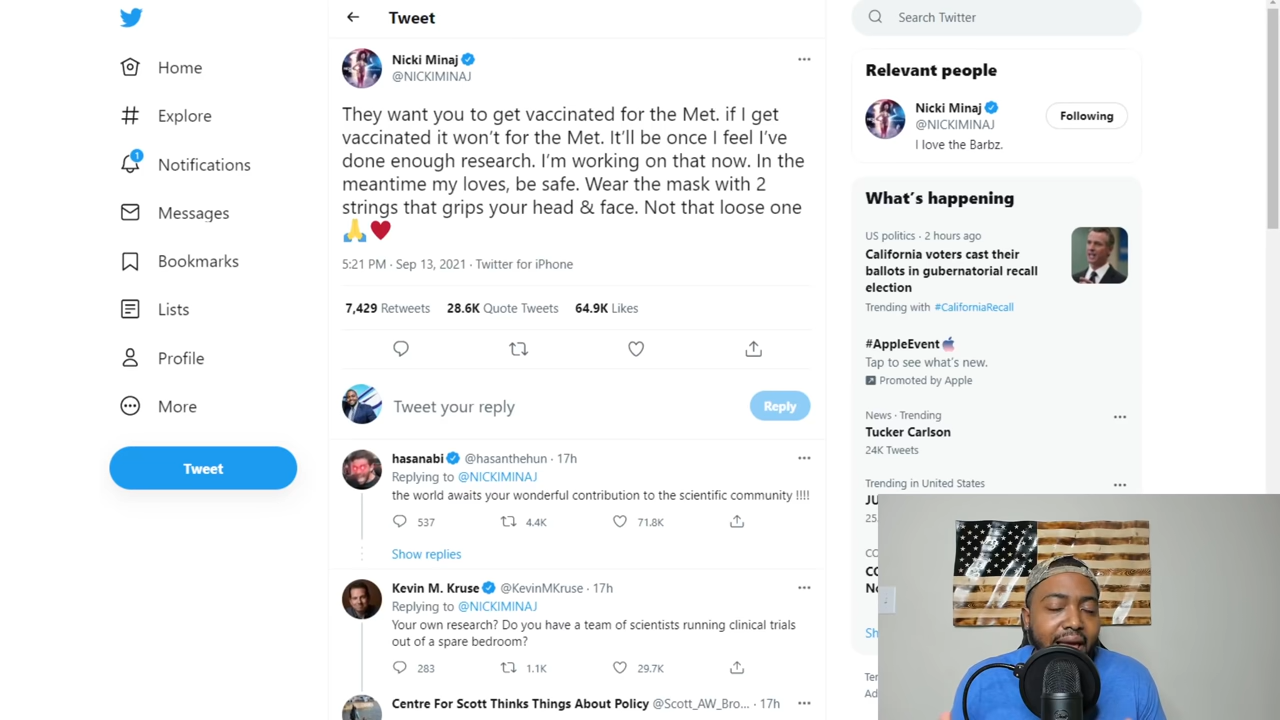 Tweet
Search Twitter
Home
Explore
1
Notifications
Messages
Bookmarks
Lists
Profile
More
Tweet
Nicki Minaj
@NICKIMINAJ
They want you to get vaccinated for the Met. if I get
vaccinated it won’t for the Met. It’ll be once I feel I’ve
done enough research. I’m working on that now. In the
meantime my loves, be safe. Wear the mask with 2
strings that grips your head & face. Not that loose one
🙏♥️
5:21 PM · Sep 13, 2021 · Twitter for iPhone
7,429 Retweets 28.6K Quote Tweets 64.9K Likes
Tweet your reply
Reply
hasanabi @hasanthehun · 17h
Replying to @NICKIMINAJ
the world awaits your wonderful contribution to the scientific community !!!!
537 4.4K 71.8K
Show replies
Kevin M. Kruse @KevinMKruse · 17h
Replying to @NICKIMINAJ
Your own research? Do you have a team of scientists running clinical trials
out of a spare bedroom?
283 1.1K 29.7K
Centre For Scott Thinks Things About Policy @Scott_AW_Bro... · 17h
Relevant people
Nicki Minaj
@NICKIMINAJ
Following
I love the Barbz.
What’s happening
US politics · 2 hours ago
California voters cast their
ballots in gubernatorial recall
election
Trending with #CaliforniaRecall
#AppleEvent
Tap to see what’s new.
Promoted by Apple
News · Trending
Tucker Carlson
24K Tweets
Trending in United States